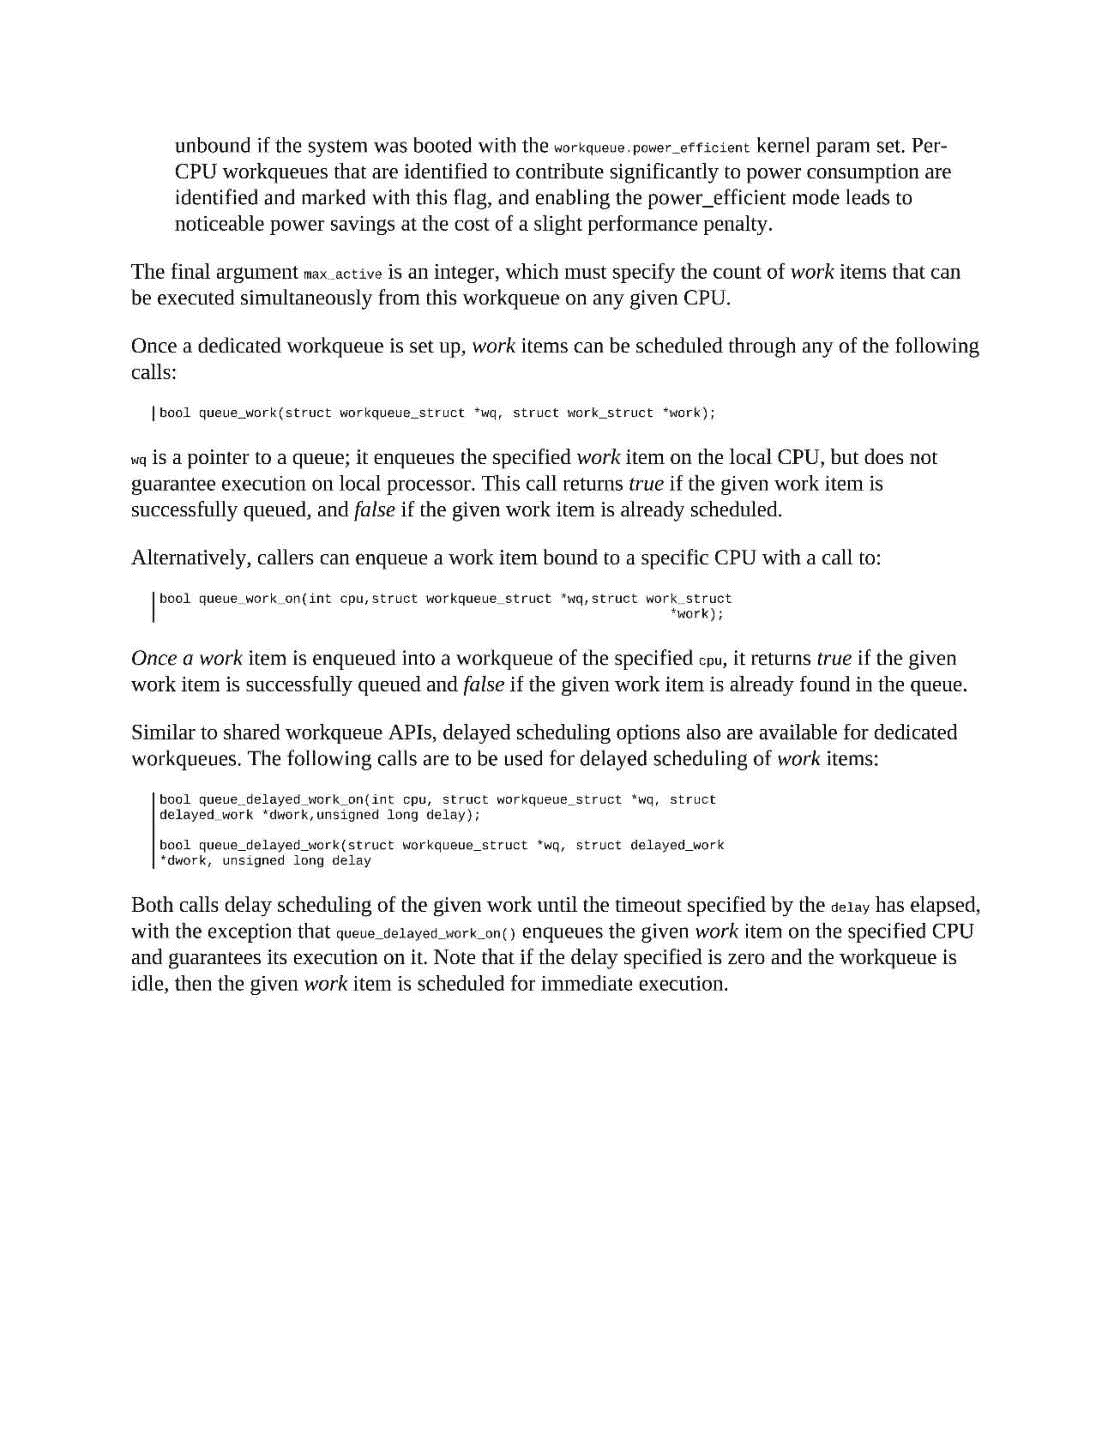 unbound if the system was booted with the workqueue.power_efficient kernel param set. Per-
CPU workqueues that are identified to contribute significantly to power consumption are
identified and marked with this flag, and enabling the power_efficient mode leads to
noticeable power savings at the cost of a slight performance penalty.
The final argument max_active is an integer, which must specify the count of work items that can
be executed simultaneously from this workqueue on any given CPU.
Once a dedicated workqueue is set up, work items can be scheduled through any of the following
calls:
bool queue_work(struct workqueue_struct *wq, struct work_struct *work);
wq is a pointer to a queue; it enqueues the specified work item on the local CPU, but does not
guarantee execution on local processor. This call returns true if the given work item is
successfully queued, and false if the given work item is already scheduled.
Alternatively, callers can enqueue a work item bound to a specific CPU with a call to:
bool queue_work_on(int cpu,struct workqueue_struct *wq,struct work_struct
*work);
Once a work item is enqueued into a workqueue of the specified cpu, it returns true if the given
work item is successfully queued and false if the given work item is already found in the queue.
Similar to shared workqueue APIs, delayed scheduling options also are available for dedicated
workqueues. The following calls are to be used for delayed scheduling of work items:
bool queue_delayed_work_on(int cpu, struct workqueue_struct *wq, struct
delayed_work *dwork,unsigned long delay);
bool queue_delayed_work(struct workqueue_struct *wq, struct delayed_work
*dwork, unsigned long delay
Both calls delay scheduling of the given work until the timeout specified by the delay has elapsed,
with the exception that queue_delayed_work_on() enqueues the given work item on the specified CPU
and guarantees its execution on it. Note that if the delay specified is zero and the workqueue is
idle, then the given work item is scheduled for immediate execution.